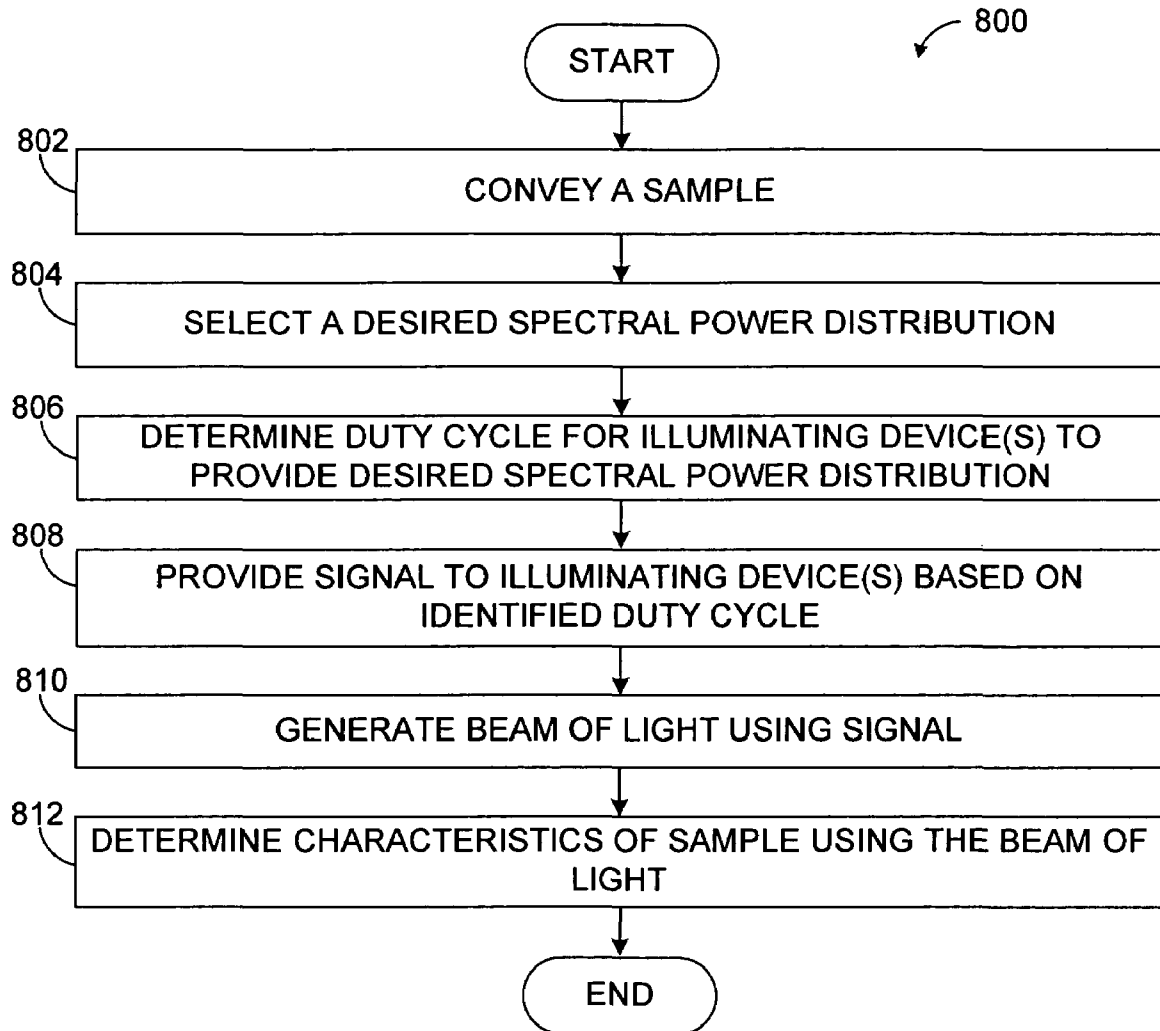 800
START
802
CONVEY A SAMPLE
804
SELECT A DESIRED SPECTRAL POWER DISTRIBUTION
806
DETERMINE DUTY CYCLE FOR ILLUMINATING DEVICE(S) TO
PROVIDE DESIRED SPECTRAL POWER DISTRIBUTION
808
PROVIDE SIGNAL TO ILLUMINATING DEVICE(S) BASED ON
IDENTIFIED DUTY CYCLE
810
GENERATE BEAM OF LIGHT USING SIGNAL
812
DETERMINE CHARACTERISTICS OF SAMPLE USING THE BEAM OF
LIGHT
END